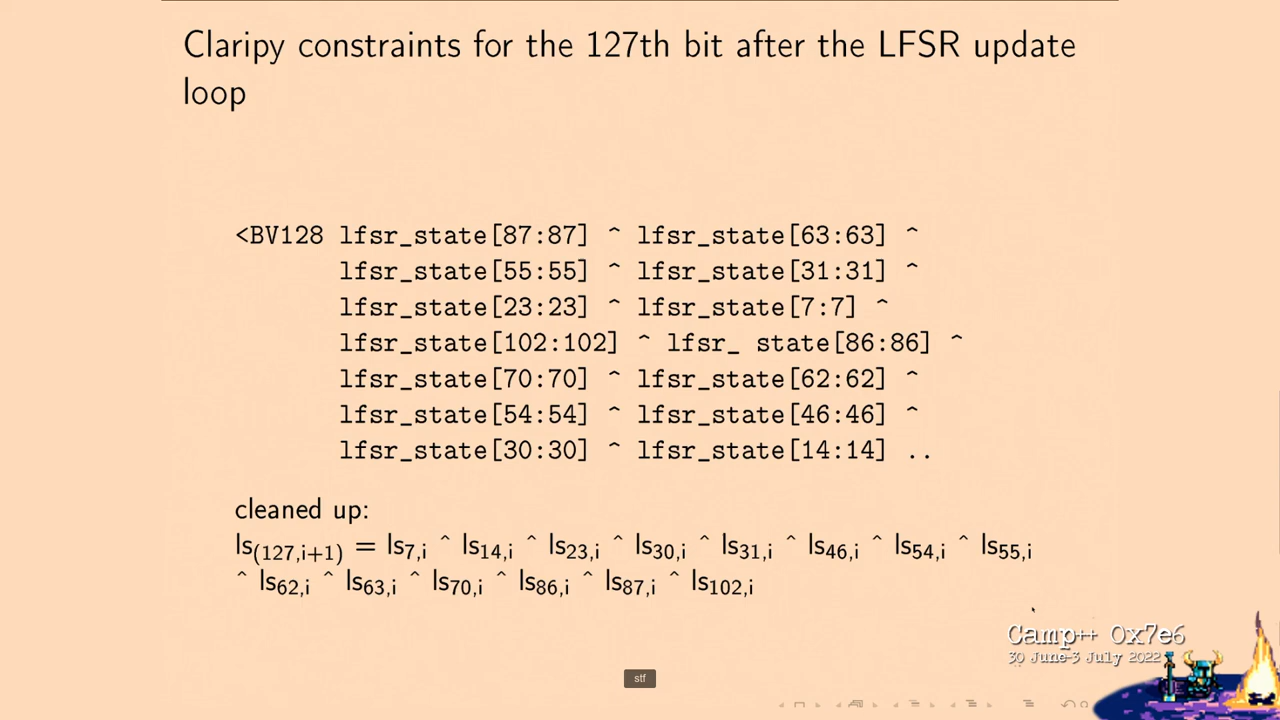 Claripy constraints for the 127th bit after the LFSR update
loop
<BV128 lfsr_state[87:87] ^ lfsr_state[63:63] ^
lfsr_state[55:55] ^ lfsr_state[31:31] ^
lfsr_state[23:23] ^ lfsr_state[7:7] ^
lfsr_state[102:102] ^ lfsr_ state[86:86] ^
lfsr_state[70:70] ^ lfsr_state[62:62] ^
lfsr_state[54:54] ^ lfsr_state[46:46] ^
lfsr_state[30:30] ^ lfsr_state[14:14] ..
cleaned up:
ls(127,i+1) = ls7,i ^ ls14,i ^ ls23,i ^ ls30,i ^ ls31,i ^ ls46,i ^ ls54,i ^ ls55,i
^ ls62,i ^ ls63,i ^ ls70,i ^ ls86,i ^ ls87,i ^ ls102,i
Camp++ 0x7e6
30 June-3 July 2022
stf